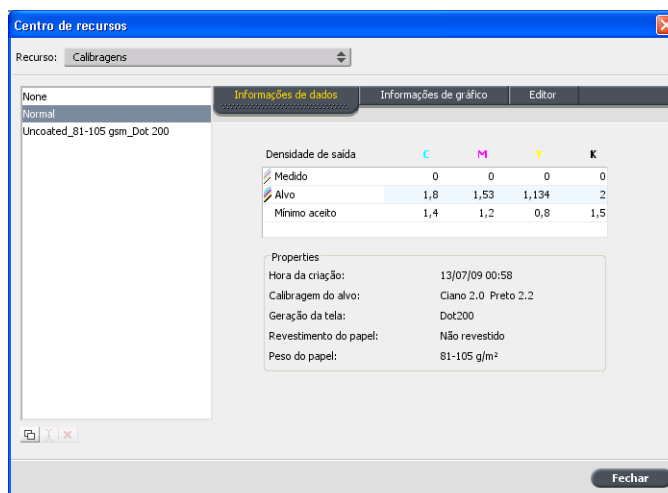 Centro de recursos
Recurso: Calibragens
None
Normal
Uncoated_81-105 gsm_Dot 200
Informações de dados Informações de gráfico Editor
Densidade de saída C M Y K
Medido 0 0 0 0
Alvo 1,8 1,53 1,134 2
Mínimo aceito 1,4 1,2 0,8 1,5
Properties
Hora da criação: 13/07/09 00:58
Calibragem do alvo: Ciano 2.0 Preto 2.2
Geração da tela: Dot200
Revestimento do papel: Não revestido
Peso do papel: 81-105 g/m²
Fechar